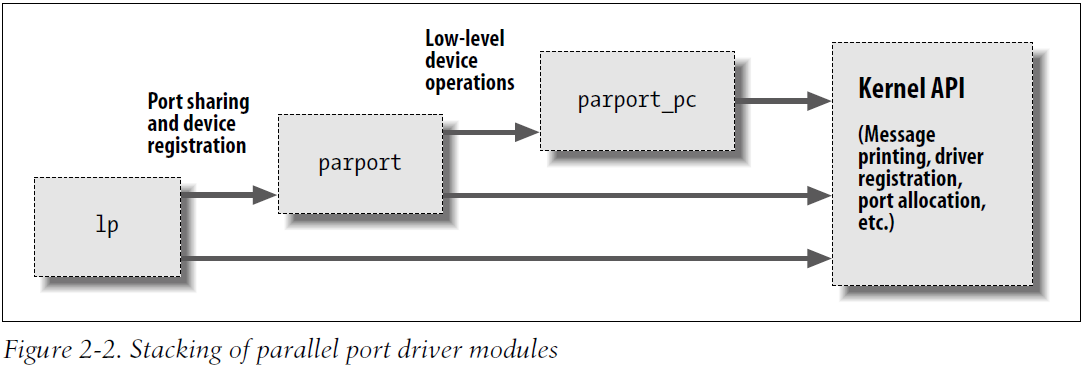 Low-level
device
operations
Port sharing
and device
registration
parport_pc
parport
lp
Kernel API
(Message
printing, driver
registration,
port allocation,
etc.)
Figure 2-2. Stacking of parallel port driver modules